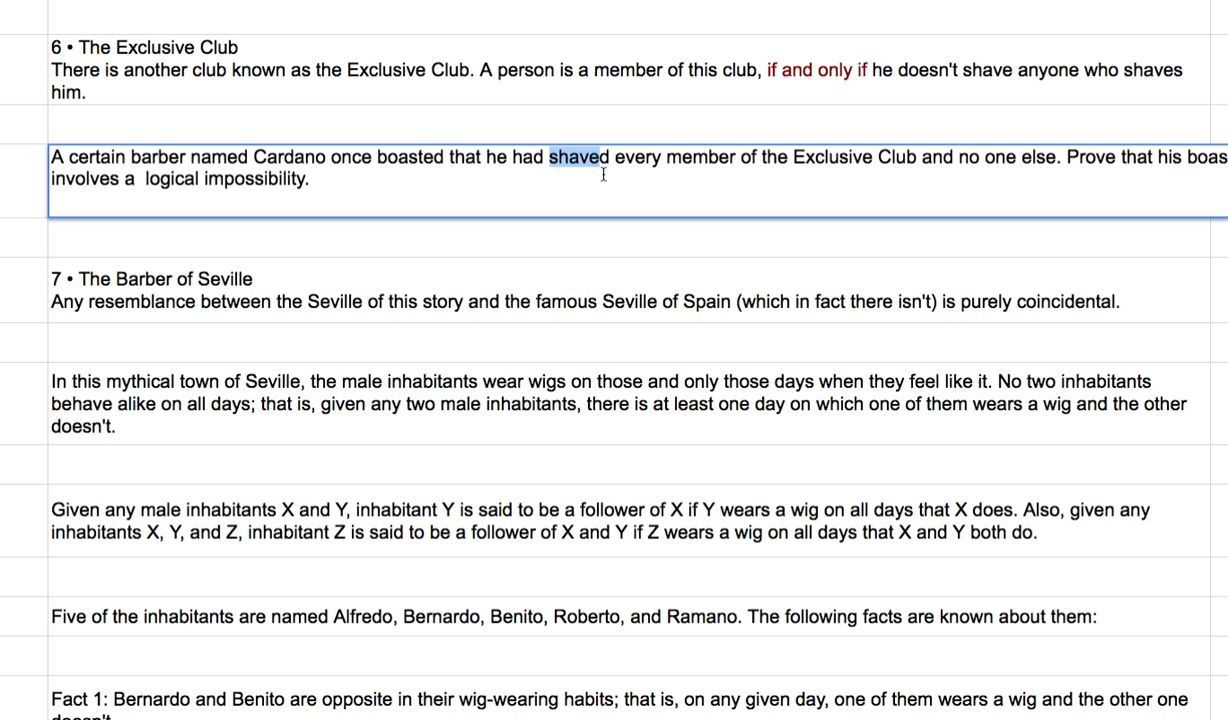 6 • The Exclusive Club
There is another club known as the Exclusive Club. A person is a member of this club, if and only if he doesn't shave anyone who shaves
him.
A certain barber named Cardano once boasted that he had shaved every member of the Exclusive Club and no one else. Prove that his boas
involves a  logical impossibility.
7 • The Barber of Seville
Any resemblance between the Seville of this story and the famous Seville of Spain (which in fact there isn't) is purely coincidental.
In this mythical town of Seville, the male inhabitants wear wigs on those and only those days when they feel like it. No two inhabitants
behave alike on all days; that is, given any two male inhabitants, there is at least one day on which one of them wears a wig and the other
doesn't.
Given any male inhabitants X and Y, inhabitant Y is said to be a follower of X if Y wears a wig on all days that X does. Also, given any
inhabitants X, Y, and Z, inhabitant Z is said to be a follower of X and Y if Z wears a wig on all days that X and Y both do.
Five of the inhabitants are named Alfredo, Bernardo, Benito, Roberto, and Ramano. The following facts are known about them:
Fact 1: Bernardo and Benito are opposite in their wig-wearing habits; that is, on any given day, one of them wears a wig and the other one
doesn't